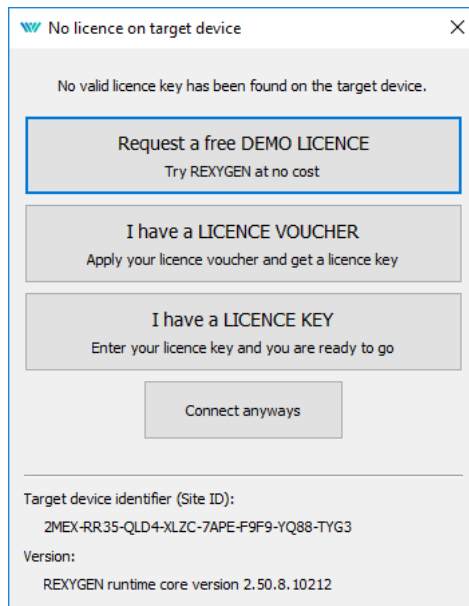 No licence on target device
No valid licence key has been found on the target device.
Request a free DEMO LICENCE
Try REXYGEN at no cost
I have a LICENCE VOUCHER
Apply your licence voucher and get a licence key
I have a LICENCE KEY
Enter your licence key and you are ready to go
Connect anyways
Target device identifier (Site ID):
2MEX-RR35-QLD4-XLZC-7APE-F9F9-YQ88-TYG3
Version:
REXYGEN runtime core version 2.50.8.10212